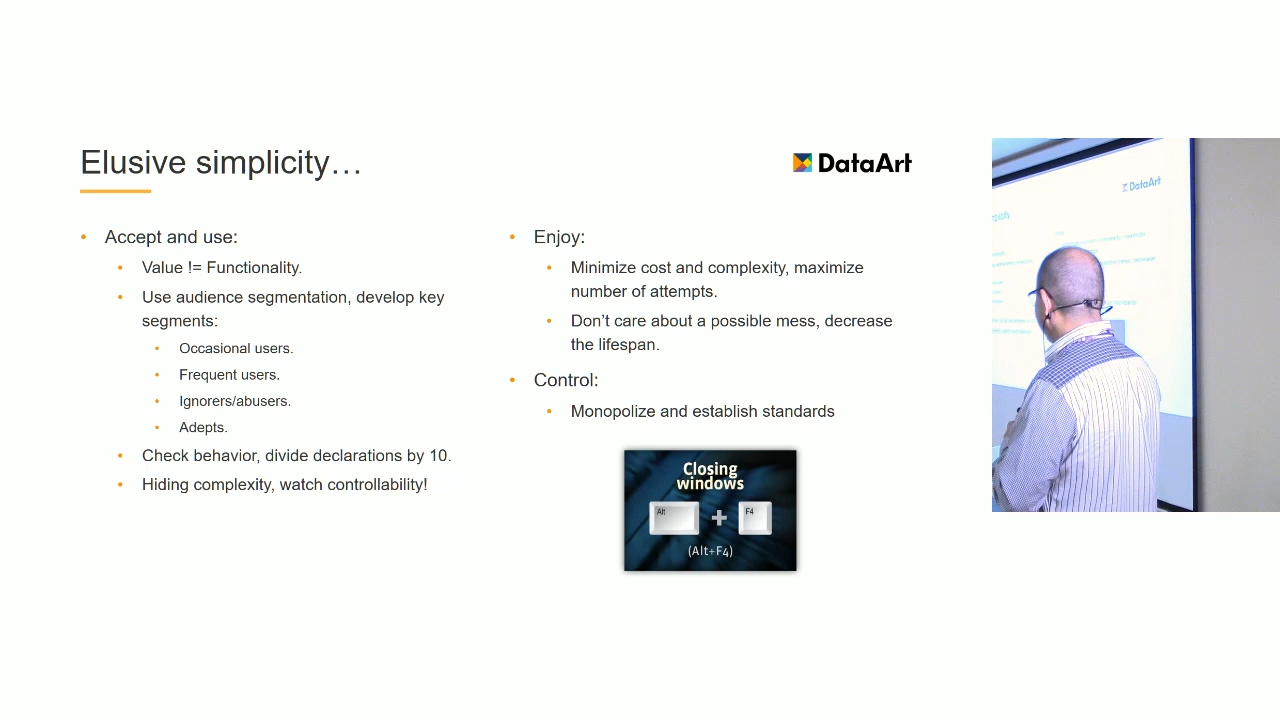 Elusive simplicity…
DataArt
Accept and use:
Value != Functionality.
Use audience segmentation, develop key
segments:
Occasional users.
Frequent users.
Ignorers/abusers.
Adepts.
Check behavior, divide declarations by 10.
Hiding complexity, watch controllability!
Enjoy:
Minimize cost and complexity, maximize
number of attempts.
Don’t care about a possible mess, decrease
the lifespan.
Control:
Monopolize and establish standards
Closing
windows
Alt + F4
(Alt+F4)
DataArt